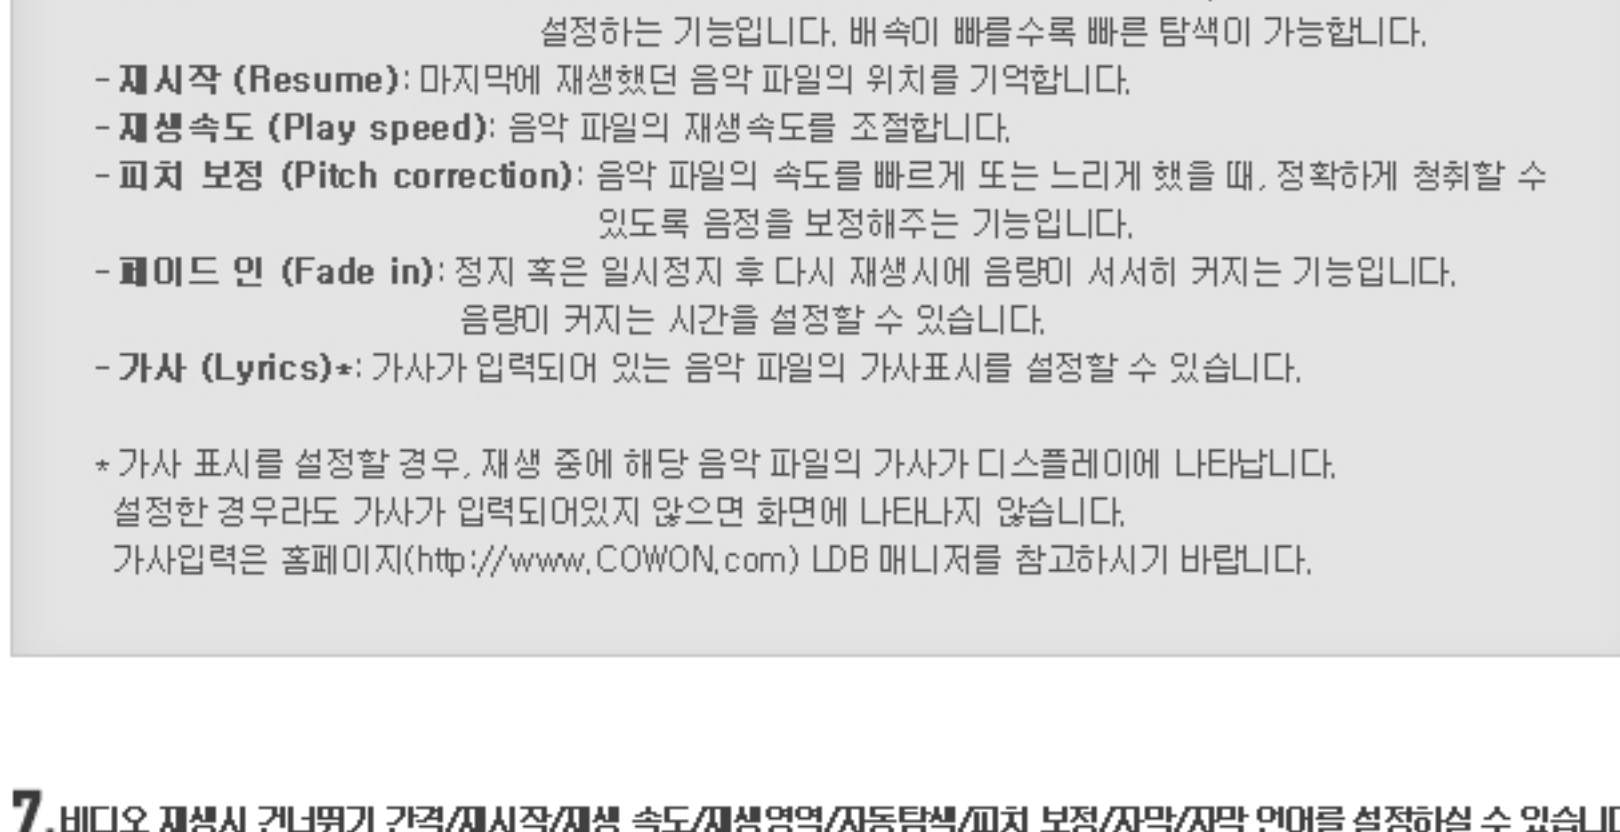 설정하는 기능입니다. 배속이 빠를수록 빠른 탐색이 가능합니다.
- 재시작 (Resume): 마지막에 재생했던 음악 파일의 위치를 기억합니다.
- 재생속도 (Play speed): 음악 파일의 재생속도를 조절합니다.
- 피치 보정 (Pitch correction): 음악 파일의 속도를 빠르게 또는 느리게 했을 때, 정확하게 청취할 수
있도록 음정을 보정해주는 기능입니다.
- 페이드 인 (Fade in): 정지 혹은 일시정지 후 다시 재생시에 음량이 서서히 커지는 기능입니다.
음량이 커지는 시간을 설정할 수 있습니다.
- 가사 (Lyrics)*: 가사가 입력되어 있는 음악 파일의 가사표시를 설정할 수 있습니다.
* 가사 표시를 설정할 경우, 재생 중에 해당 음악 파일의 가사가 디스플레이에 나타납니다.
설정한 경우라도 가사가 입력되어있지 않으면 화면에 나타나지 않습니다.
가사입력은 홈페이지(http://www.COWON.com) LDB 매니저를 참고하시기 바랍니다.
7. 비디오 재생시 건너뛰기 간격/재시작/재생 속도/재생영역/자동탐색/피치 보정/자막/자막 언어를 설정하실 수 있습니다